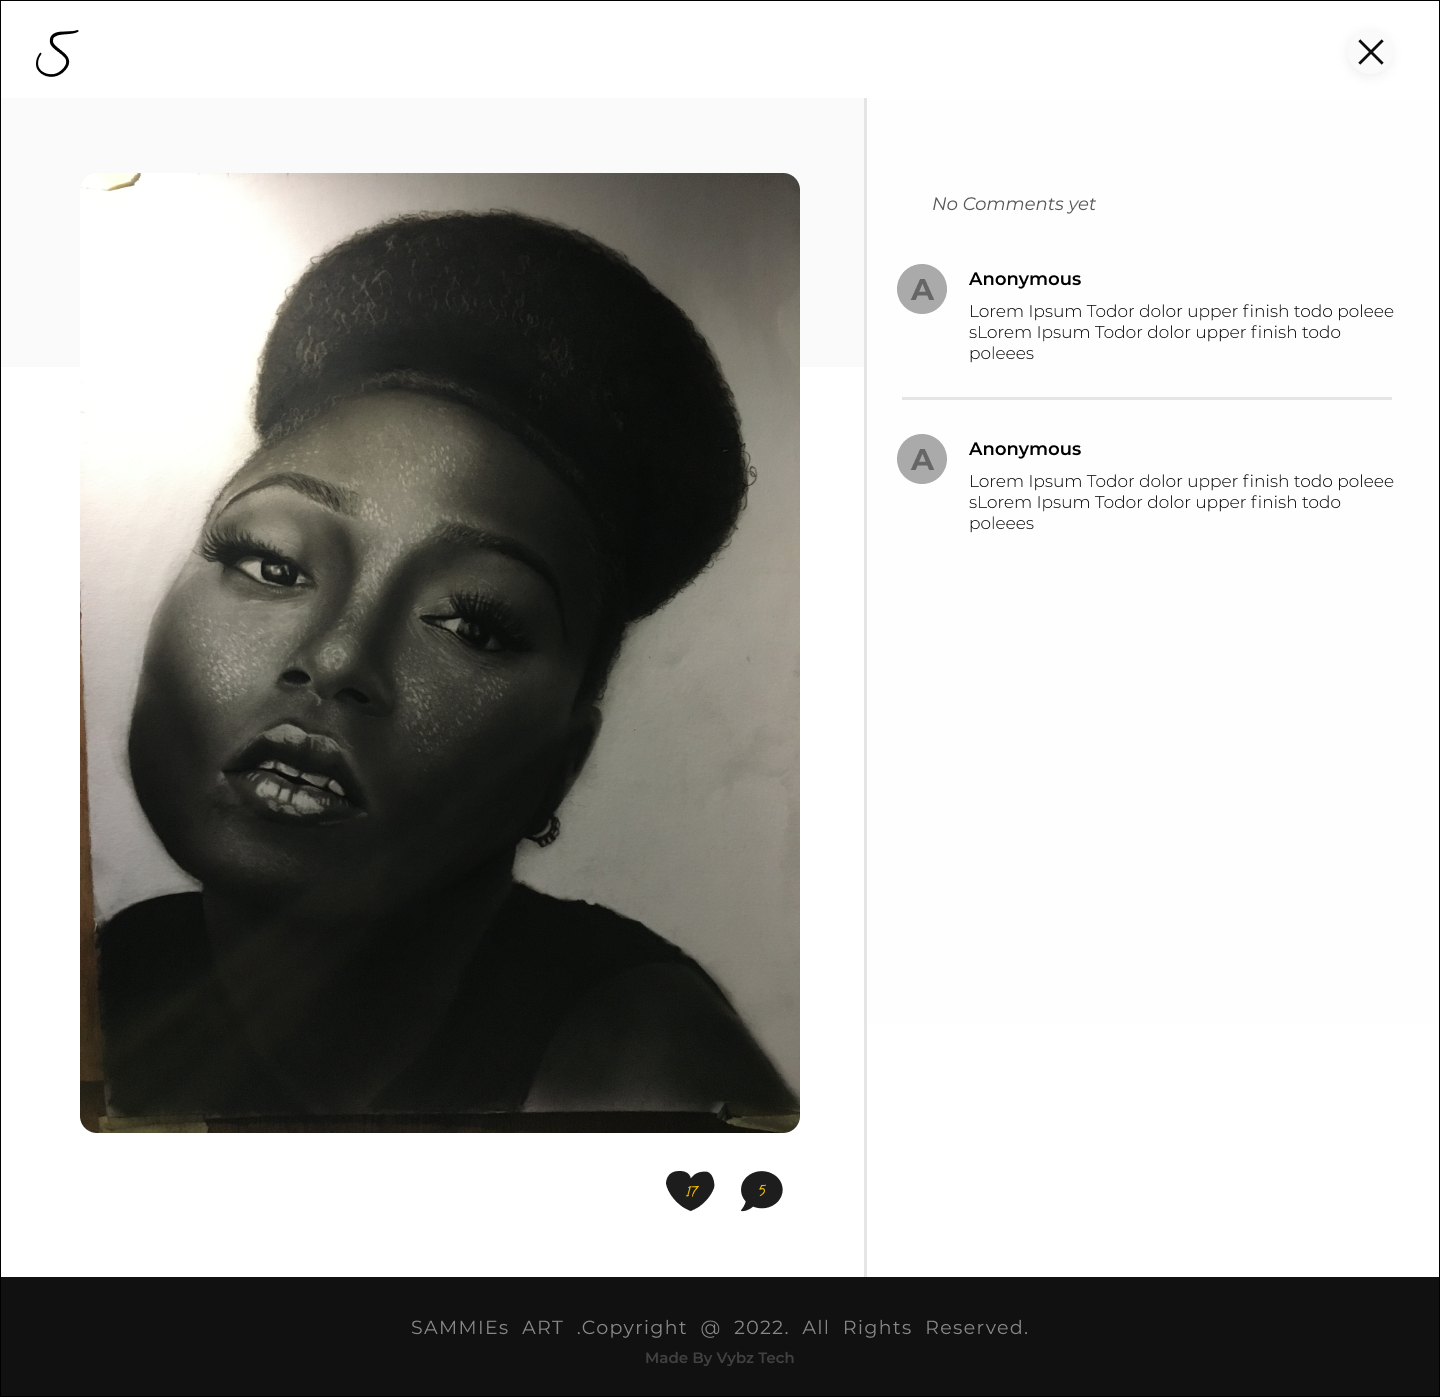 S
No Comments yet
A
Anonymous
Lorem Ipsum Todor dolor upper finish todo poleee
sLorem Ipsum Todor dolor upper finish todo
poleees
A
Anonymous
Lorem Ipsum Todor dolor upper finish todo poleee
sLorem Ipsum Todor dolor upper finish todo
poleees
17 5
SAMMIEs ART .Copyright @ 2022. All Rights Reserved.
Made By Vybz Tech